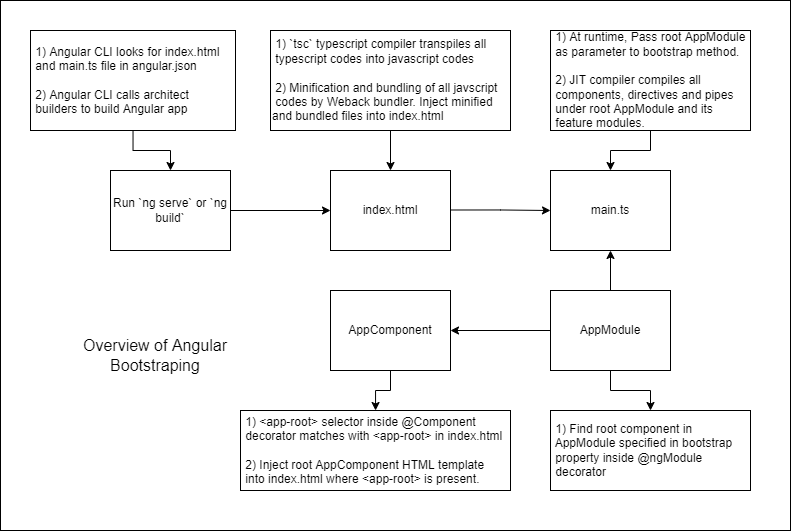 1) Angular CLI looks for index.html
and main.ts file in angular.json
2) Angular CLI calls architect
builders to build Angular app
1) `tsc` typescript compiler transpiles all
typescript codes into javascript codes
2) Minification and bundling of all javscript
codes by Weback bundler. Inject minified
and bundled files into index.html
1) At runtime, Pass root AppModule
as parameter to bootstrap method.
2) JIT compiler compiles all
components, directives and pipes
under root AppModule and its
feature modules.
Run `ng serve` or `ng
build`
index.html
main.ts
Overview of Angular
Bootstraping
AppComponent
AppModule
1) <app-root> selector inside @Component
decorator matches with <app-root> in index.html
2) Inject root AppComponent HTML template
into index.html where <app-root> is present.
1) Find root component in
AppModule specified in bootstrap
property inside @ngModule
decorator